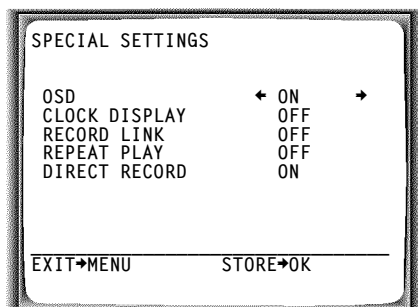 SPECIAL SETTINGS
OSD ← ON →
CLOCK DISPLAY OFF
RECORD LINK OFF
REPEAT PLAY OFF
DIRECT RECORD ON
EXIT→MENU STORE→OK